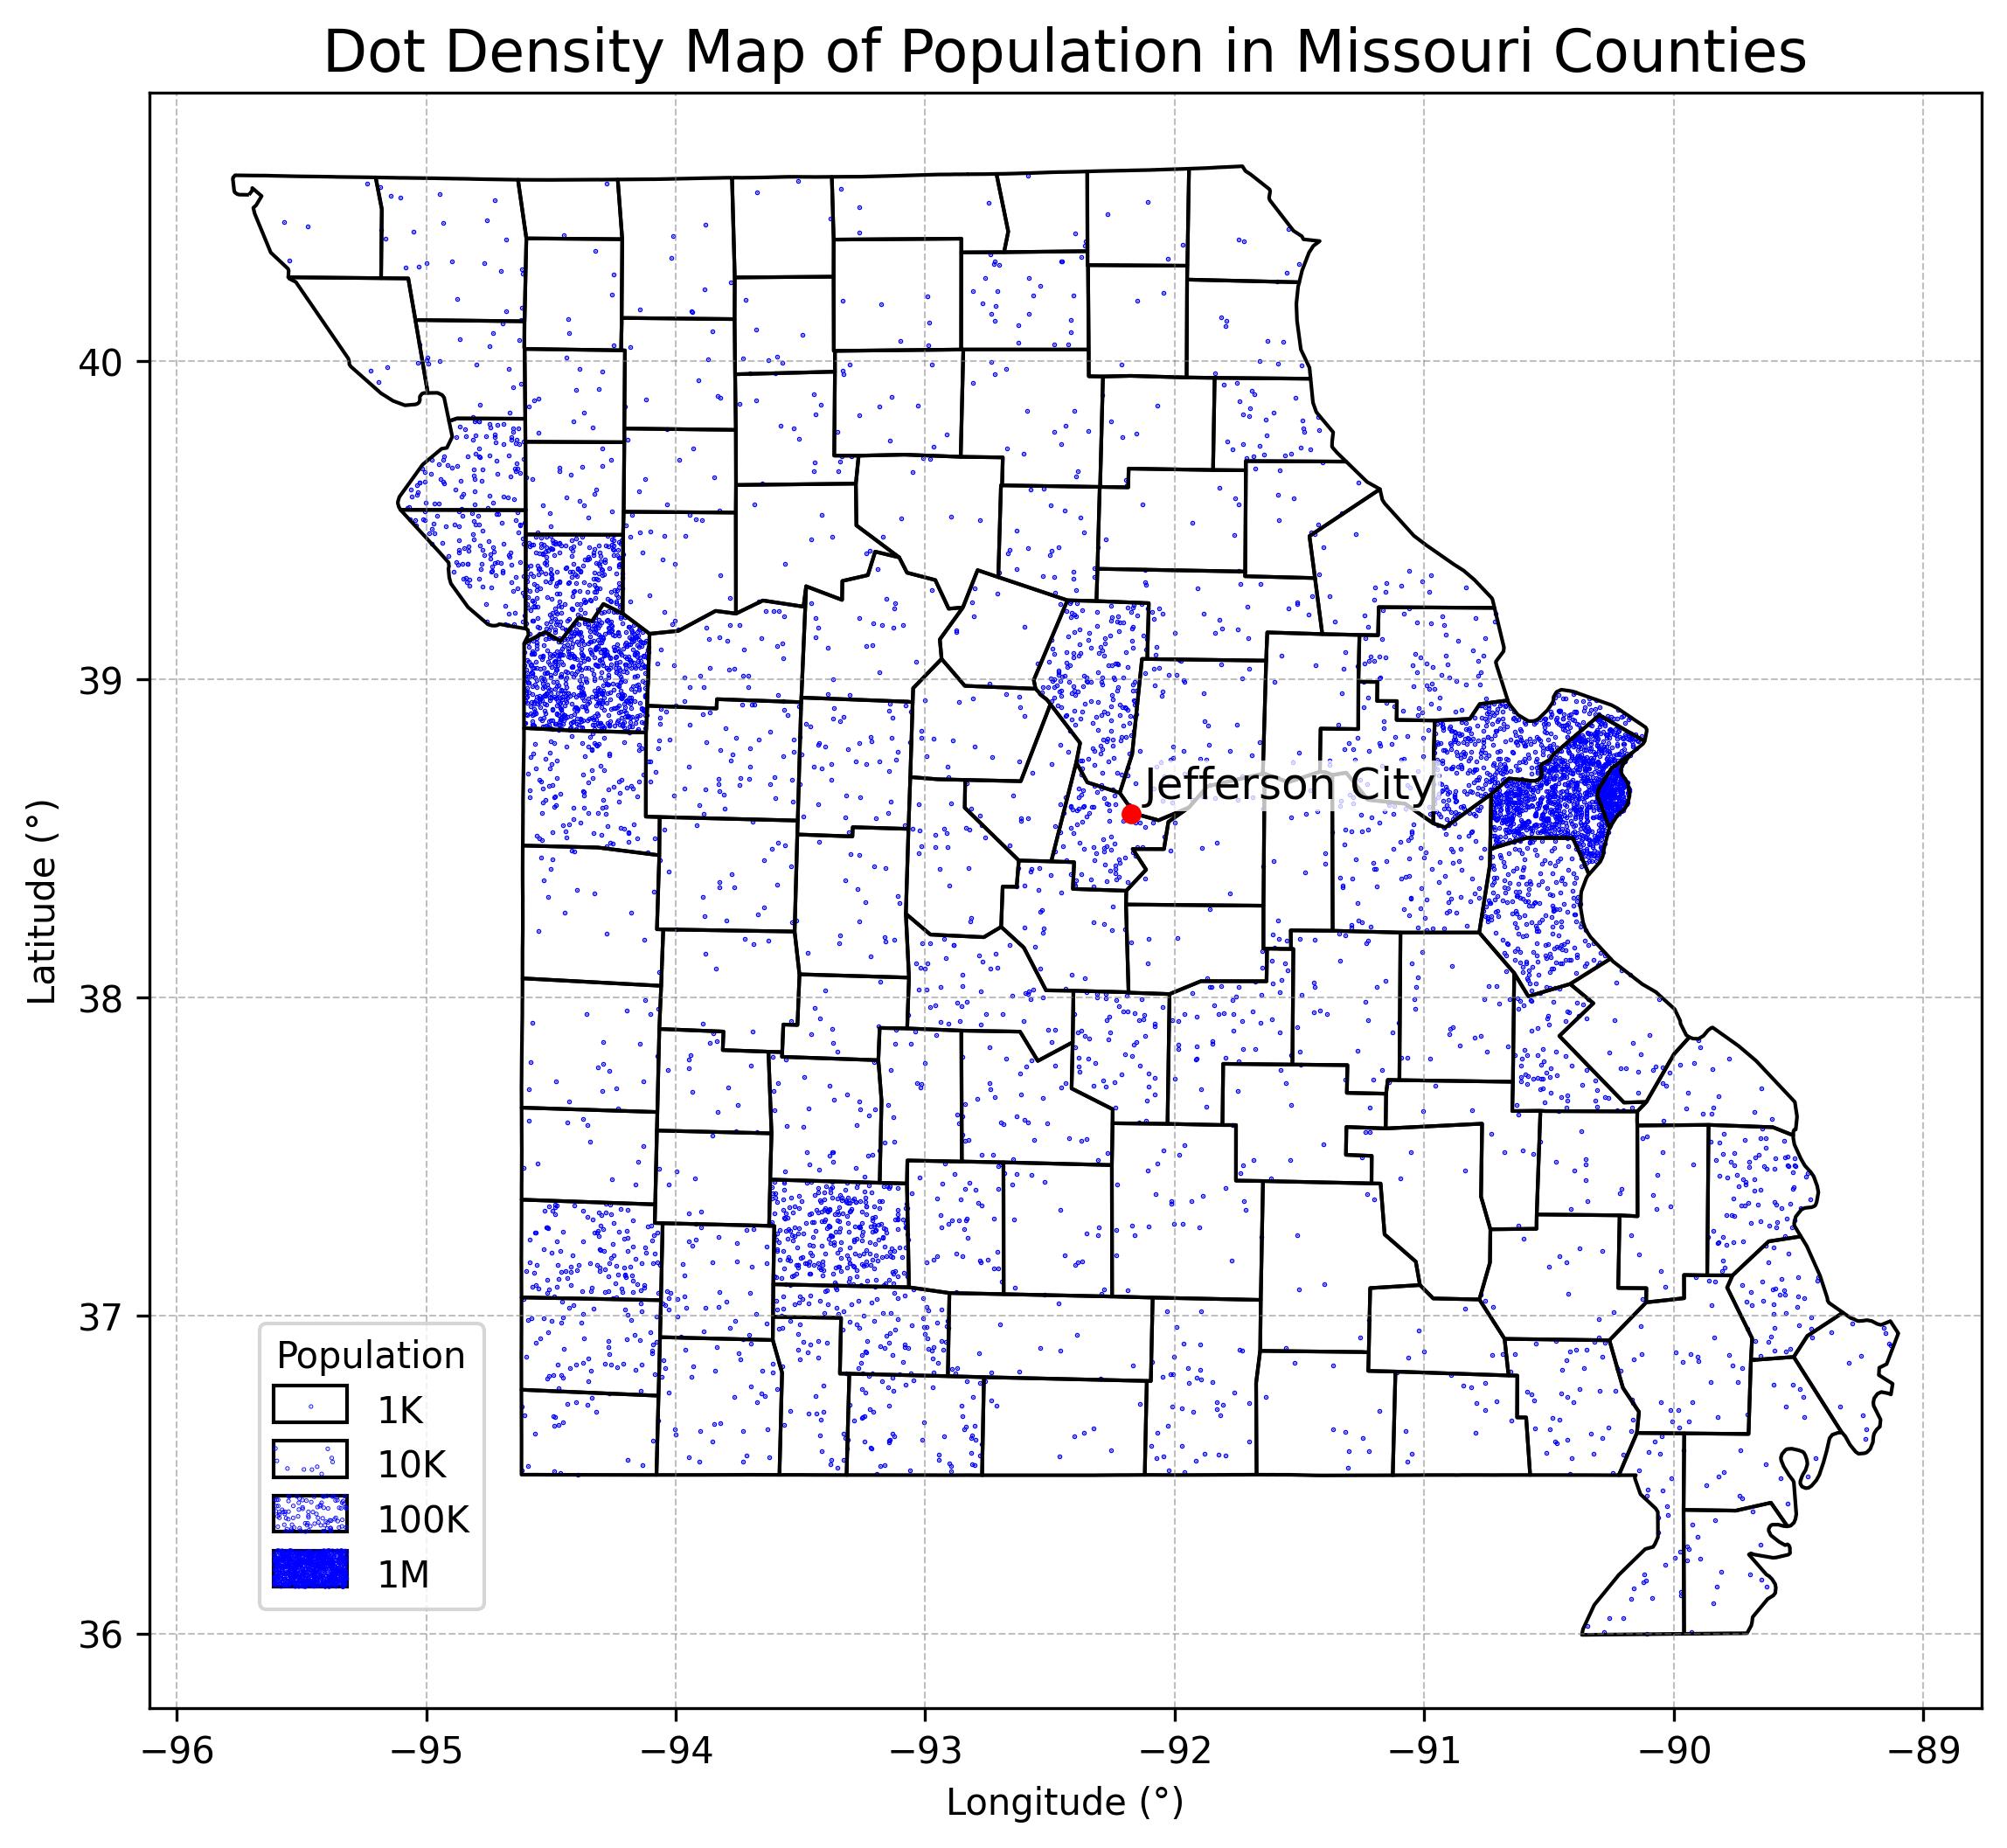 Dot Density Map of Population in Missouri Counties
Latitude (°)
40
39
38
37
36
Jefferson City
Population
1K
10K
100K
1M
−96
−95
−94
−93
−92
−91
−90
−89
Longitude (°)